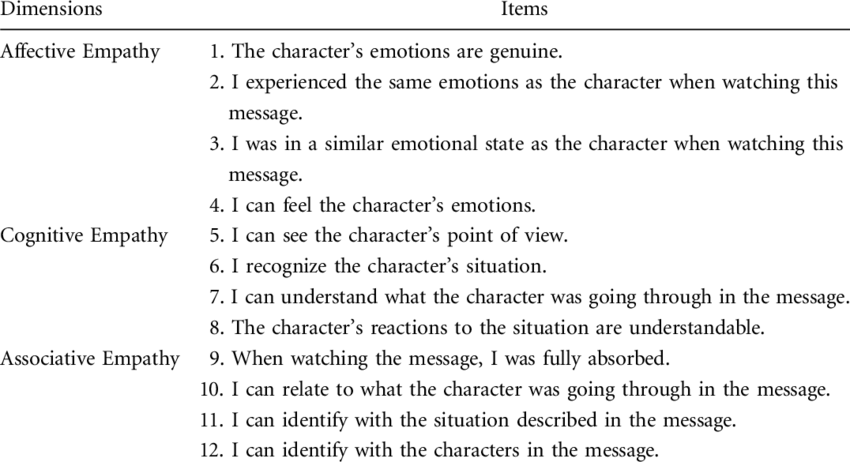 Dimensions Items
Affective Empathy 1. The character’s emotions are genuine.
2. I experienced the same emotions as the character when watching this
message.
3. I was in a similar emotional state as the character when watching this
message.
4. I can feel the character’s emotions.
Cognitive Empathy 5. I can see the character’s point of view.
6. I recognize the character’s situation.
7. I can understand what the character was going through in the message.
8. The character’s reactions to the situation are understandable.
Associative Empathy 9. When watching the message, I was fully absorbed.
10. I can relate to what the character was going through in the message.
11. I can identify with the situation described in the message.
12. I can identify with the characters in the message.